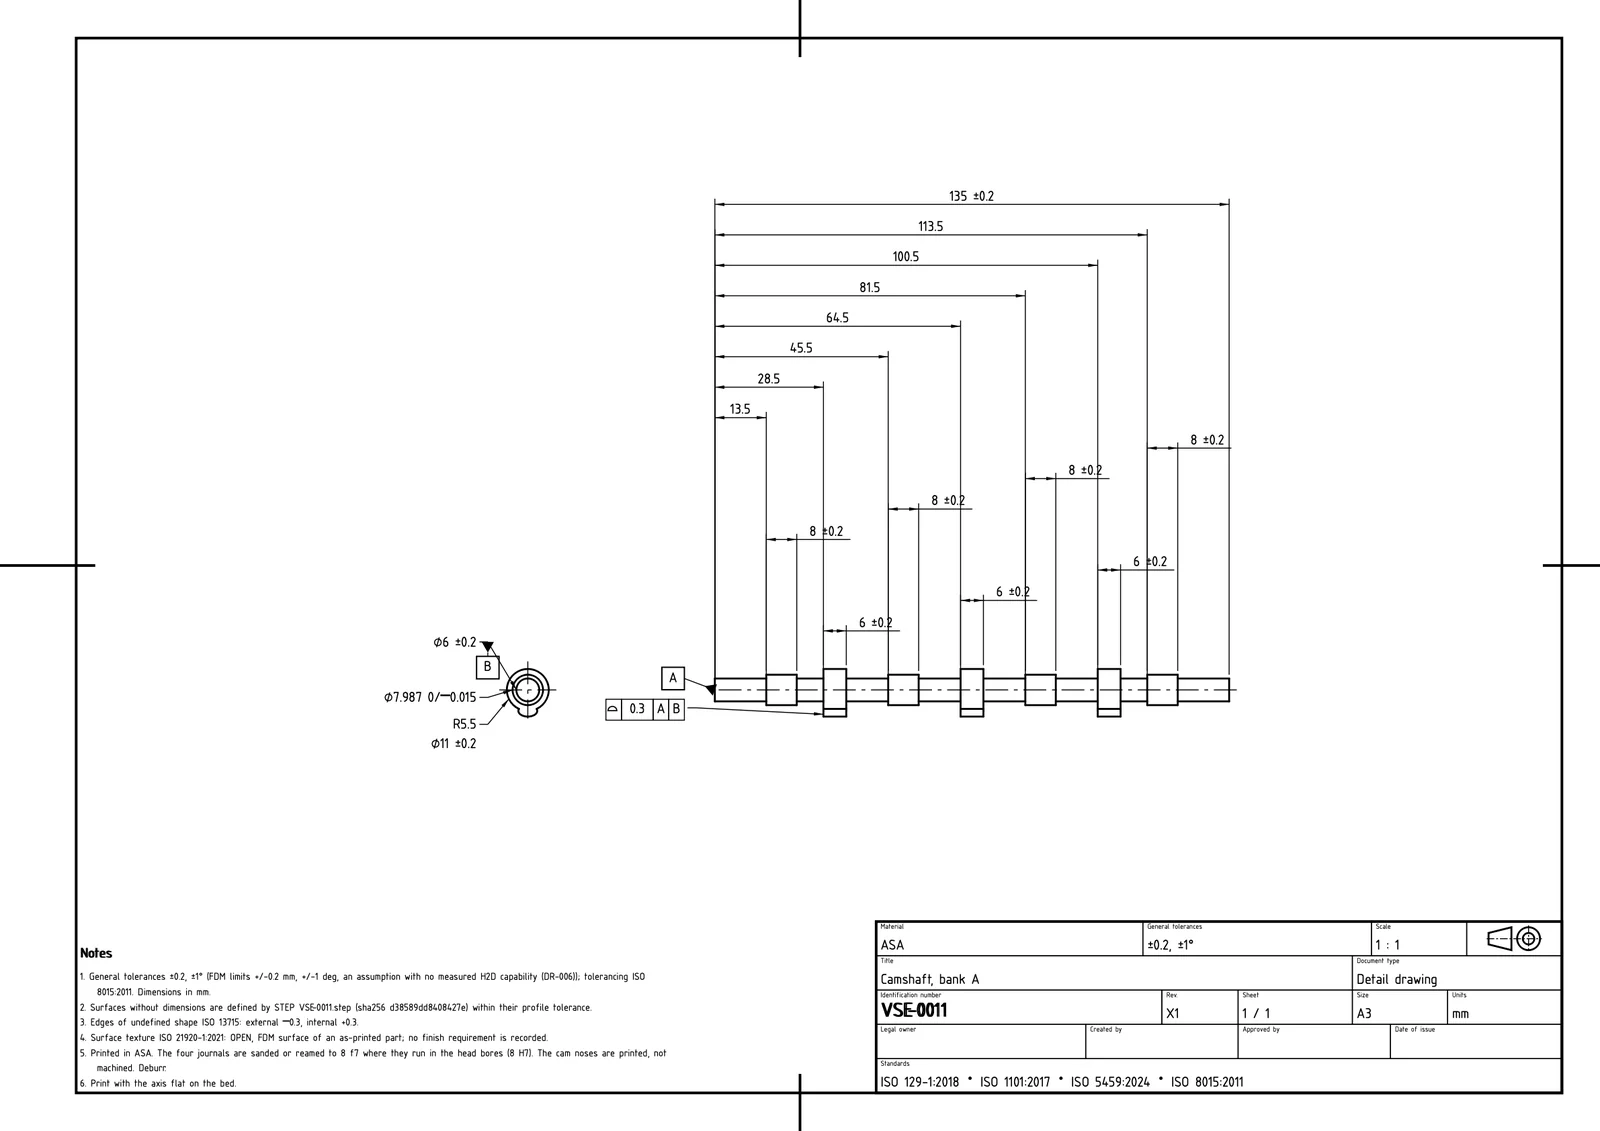 135 ±0.2
113.5
100.5
81.5
64.5
45.5
28.5
13.5
8 ±0.2
8 ±0.2
8 ±0.2
8 ±0.2
6 ±0.2
6 ±0.2
6 ±0.2
⌀6 ±0.2
B
A
⌀7.987 0/−0.015
0.3 A B
R5.5
⌀11 ±0.2
Notes
1. General tolerances ±0.2, ±1° (FDM limits +/-0.2 mm, +/-1 deg, an assumption with no measured H2D capability (DR-006)); tolerancing ISO
8015:2011. Dimensions in mm.
2. Surfaces without dimensions are defined by STEP VSE-0011.step (sha256 d38589dd8408427e) within their profile tolerance.
3. Edges of undefined shape ISO 13715: external −0.3, internal +0.3.
4. Surface texture ISO 21920-1:2021: OPEN, FDM surface of an as-printed part; no finish requirement is recorded.
5. Printed in ASA. The four journals are sanded or reamed to 8 f7 where they run in the head bores (8 H7). The cam noses are printed, not
machined. Deburr.
6. Print with the axis flat on the bed.
Material
ASA
General tolerances
±0.2, ±1°
Scale
1 : 1
Title
Camshaft, bank A
Document type
Detail drawing
Identification number
VSE-0011
Rev.
X1
Sheet
1 / 1
Size
A3
Units
mm
Legal owner
Created by
Approved by
Date of issue
Standards
ISO 129-1:2018 • ISO 1101:2017 • ISO 5459:2024 • ISO 8015:2011